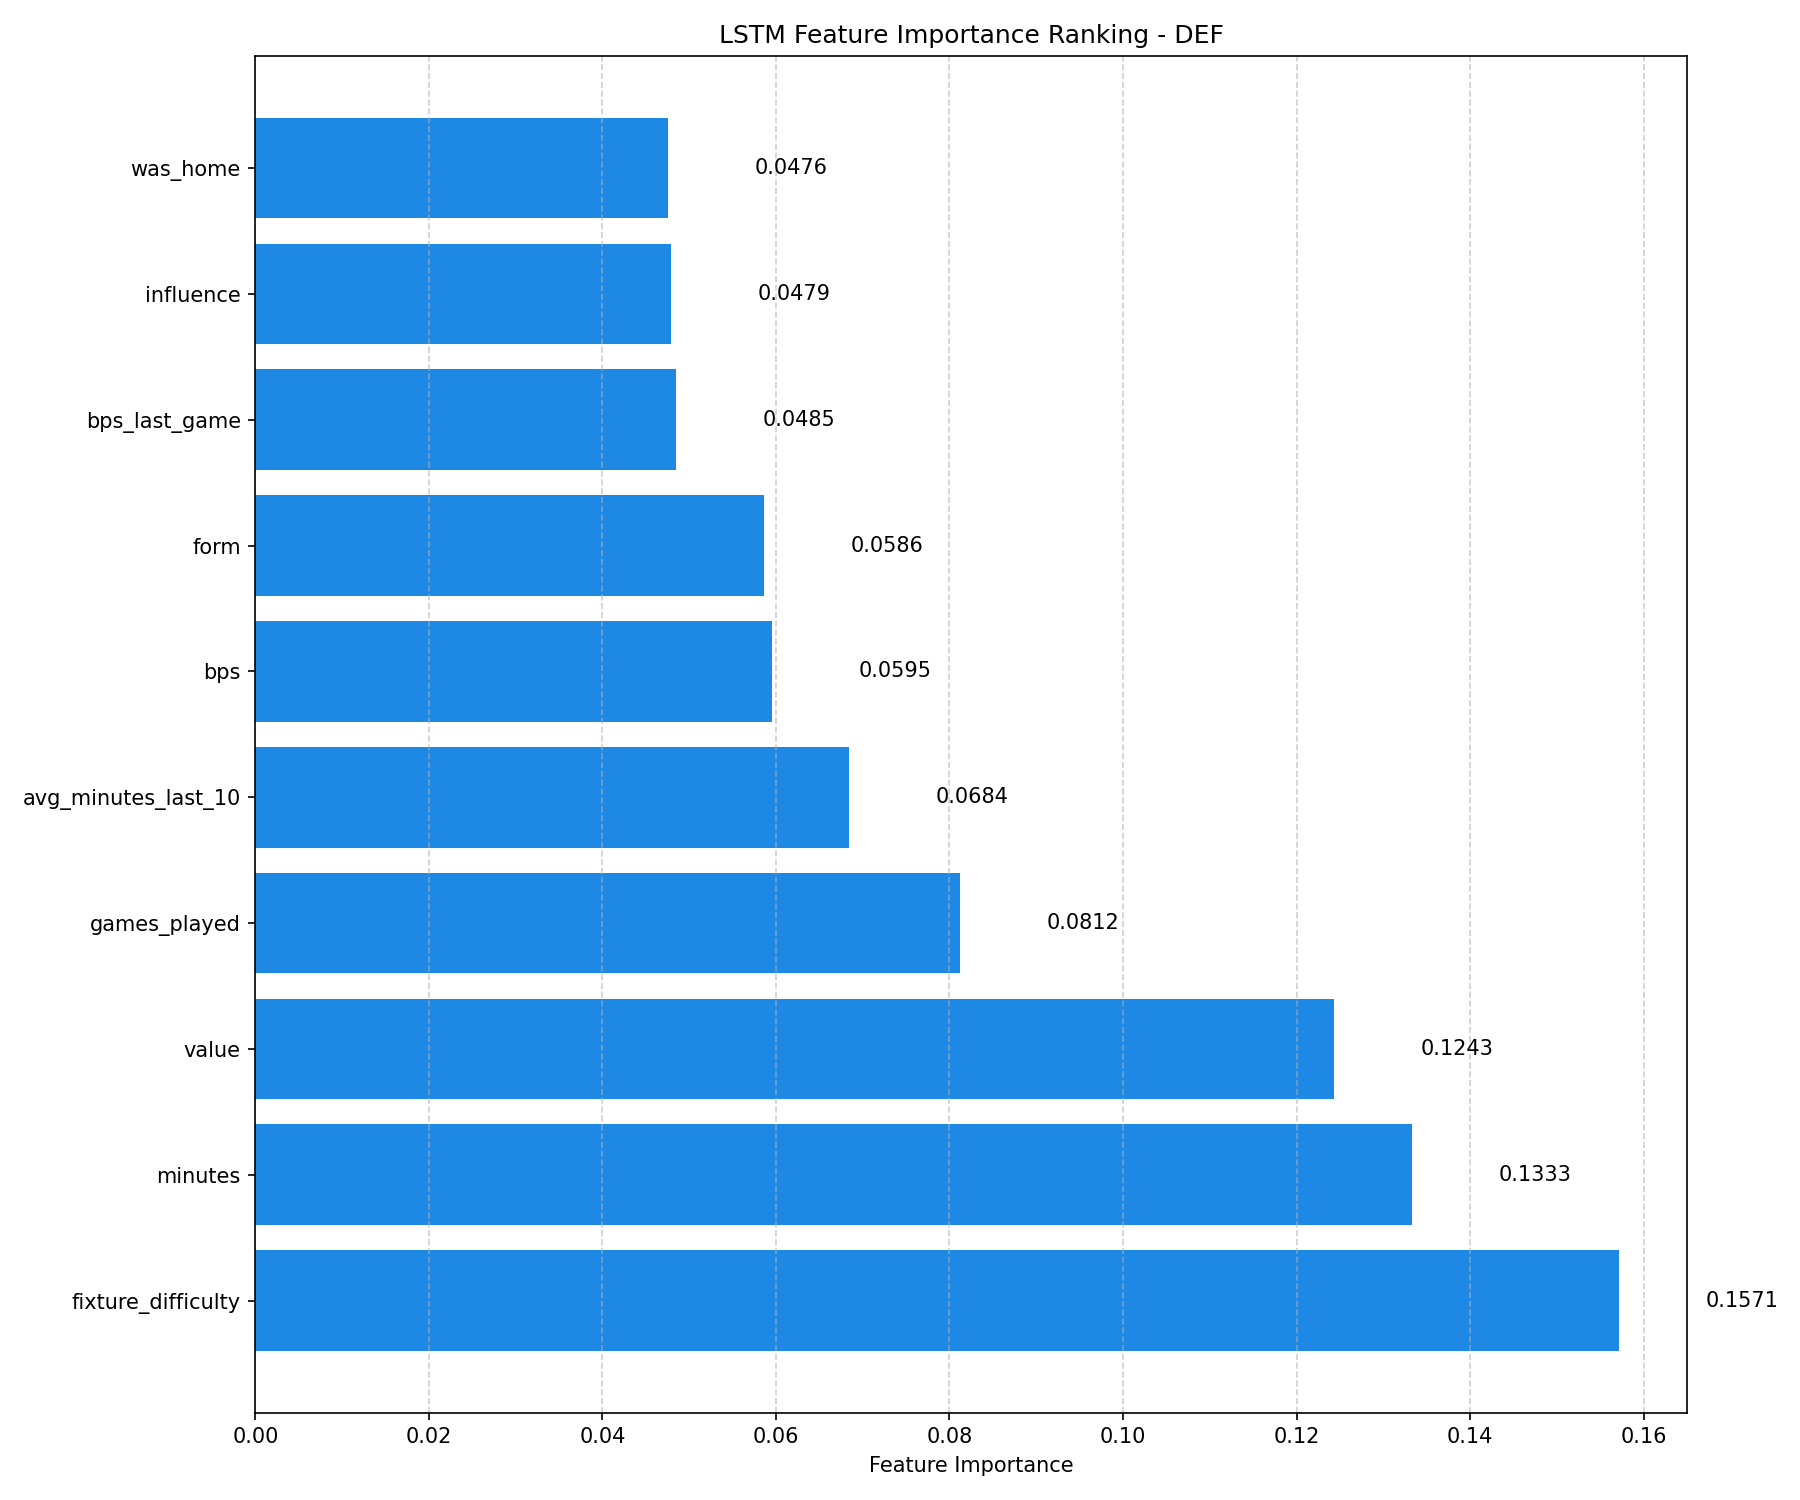 LSTM Feature Importance Ranking - DEF
was_home 0.0476
influence 0.0479
bps_last_game 0.0485
form 0.0586
bps 0.0595
avg_minutes_last_10 0.0684
games_played 0.0812
value 0.1243
minutes 0.1333
fixture_difficulty 0.1571
0.00 0.02 0.04 0.06 0.08 0.10 0.12 0.14 0.16
Feature Importance